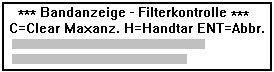 *** Bandanzeige - Filterkontrolle ***
C=Clear Maxanz. H=Handtar ENT=Abbr.